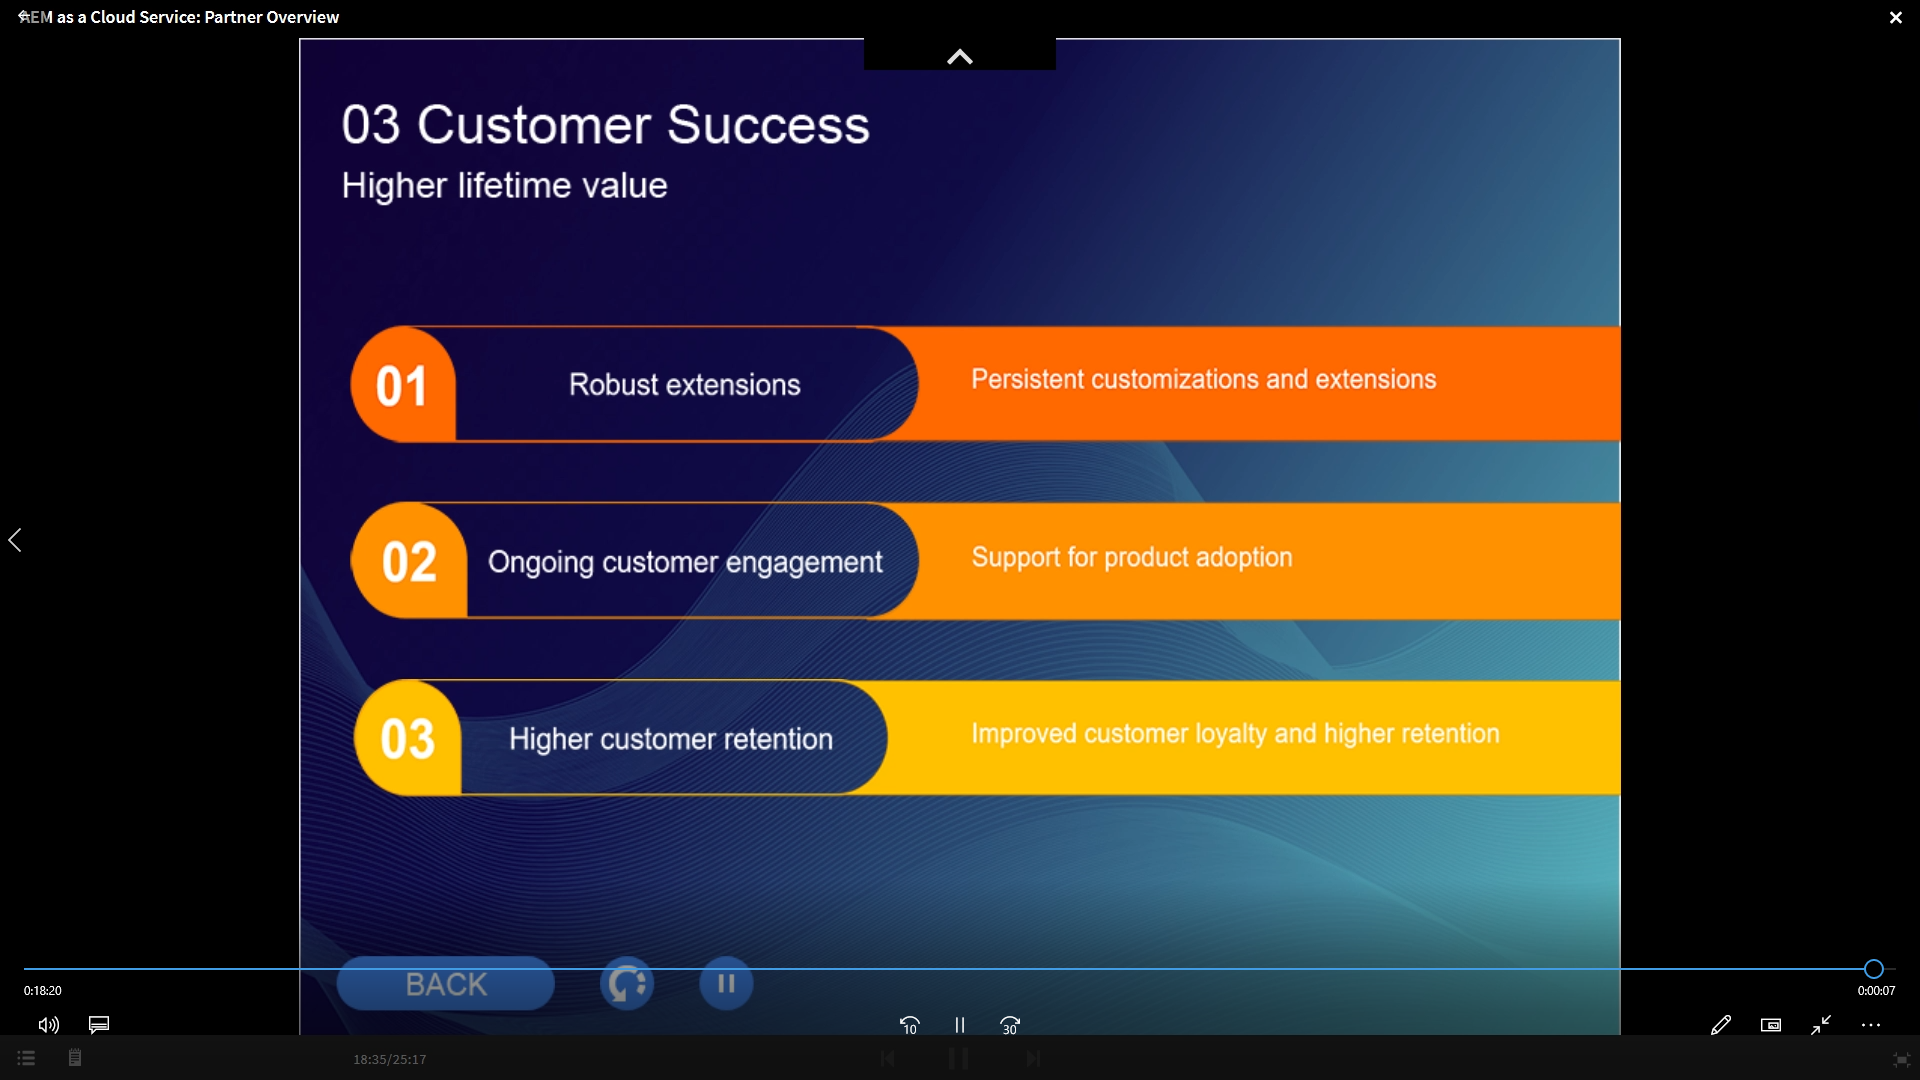 AEM as a Cloud Service: Partner Overview
03 Customer Success
Higher lifetime value
01
Robust extensions
Persistent customizations and extensions
02
Ongoing customer engagement
Support for product adoption
03
Higher customer retention
Improved customer loyalty and higher retention
BACK
0:18:20
0:00:07
10
30
18:35/25:17